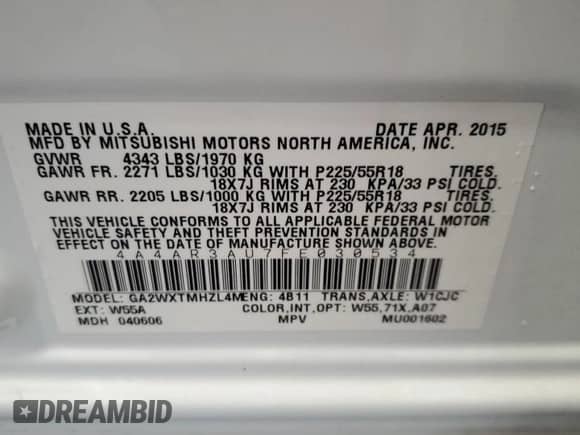 MADE IN U.S.A. DATE APR. 2015
MFD BY MITSUBISHI MOTORS NORTH AMERICA, INC.
GVWR 4343 LBS/1970 KG
GAWR FR. 2271 LBS/1030 KG WITH P225/55R18 TIRES.
18X7J RIMS AT 230 KPA/33 PSI COLD.
GAWR RR. 2205 LBS/1000 KG WITH P225/55R18 TIRES.
18X7J RIMS AT 230 KPA/33 PSI COLD.
THIS VEHICLE CONFORMS TO ALL APPLICABLE FEDERAL MOTOR
VEHICLE SAFETY AND THEFT PREVENTION STANDARDS IN
EFFECT ON THE DATE OF MANUFACTURE SHOWN ABOVE.
4A4AR3AU7FE030534
MODEL: GA2WXTMHZL4M ENG: 4B11 TRANS,AXLE: W1CJC
EXT: W55A COLOR,INT,OPT: W55,71X,A07
MDH 040606 MPV MU001602
DREAMBID